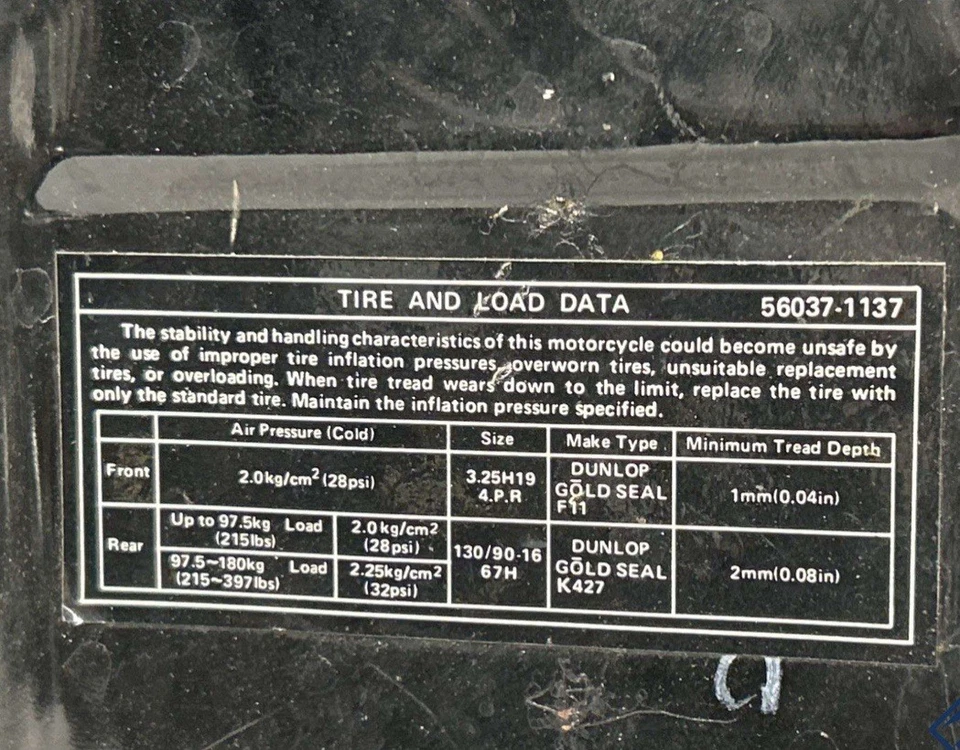 TIRE AND LOAD DATA 56037-1137
The stability and handling characteristics of this motorcycle could become unsafe by
the use of improper tire inflation pressures, overworn tires, unsuitable replacement
tires, or overloading. When tire tread wears down to the limit, replace the tire with
only the standard tire. Maintain the inflation pressure specified.
Air Pressure (Cold) Size Make Type Minimum Tread Depth
Front 2.0kg/cm² (28psi) 3.25H19 4.P.R DUNLOP GOLD SEAL F11 1mm(0.04in)
Rear Up to 97.5kg Load (215lbs) 2.0kg/cm² (28psi) 130/90-16 67H DUNLOP GOLD SEAL K427 2mm(0.08in)
97.5~180kg Load (215~397lbs) 2.25kg/cm² (32psi)